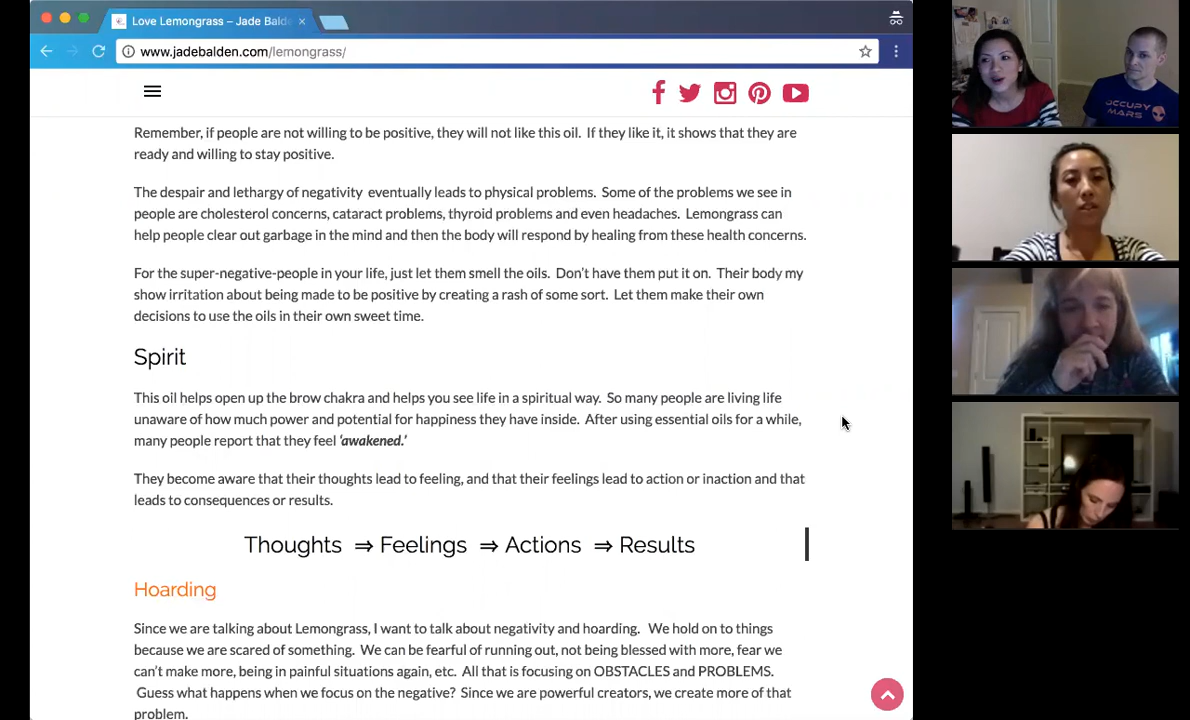 Love Lemongrass – Jade Balde
www.jadebalden.com/lemongrass/
Remember, if people are not willing to be positive, they will not like this oil. If they like it, it shows that they are
ready and willing to stay positive.
The despair and lethargy of negativity eventually leads to physical problems. Some of the problems we see in
people are cholesterol concerns, cataract problems, thyroid problems and even headaches. Lemongrass can
help people clear out garbage in the mind and then the body will respond by healing from these health concerns.
For the super-negative-people in your life, just let them smell the oils. Don't have them put it on. Their body my
show irritation about being made to be positive by creating a rash of some sort. Let them make their own
decisions to use the oils in their own sweet time.
Spirit
This oil helps open up the brow chakra and helps you see life in a spiritual way. So many people are living life
unaware of how much power and potential for happiness they have inside. After using essential oils for a while,
many people report that they feel 'awakened.'
They become aware that their thoughts lead to feeling, and that their feelings lead to action or inaction and that
leads to consequences or results.
Thoughts ⇒ Feelings ⇒ Actions ⇒ Results
Hoarding
Since we are talking about Lemongrass, I want to talk about negativity and hoarding. We hold on to things
because we are scared of something. We can be fearful of running out, not being blessed with more, fear we
can't make more, being in painful situations again, etc. All that is focusing on OBSTACLES and PROBLEMS.
Guess what happens when we focus on the negative? Since we are powerful creators, we create more of that
problem.
OCCUPY
MARS